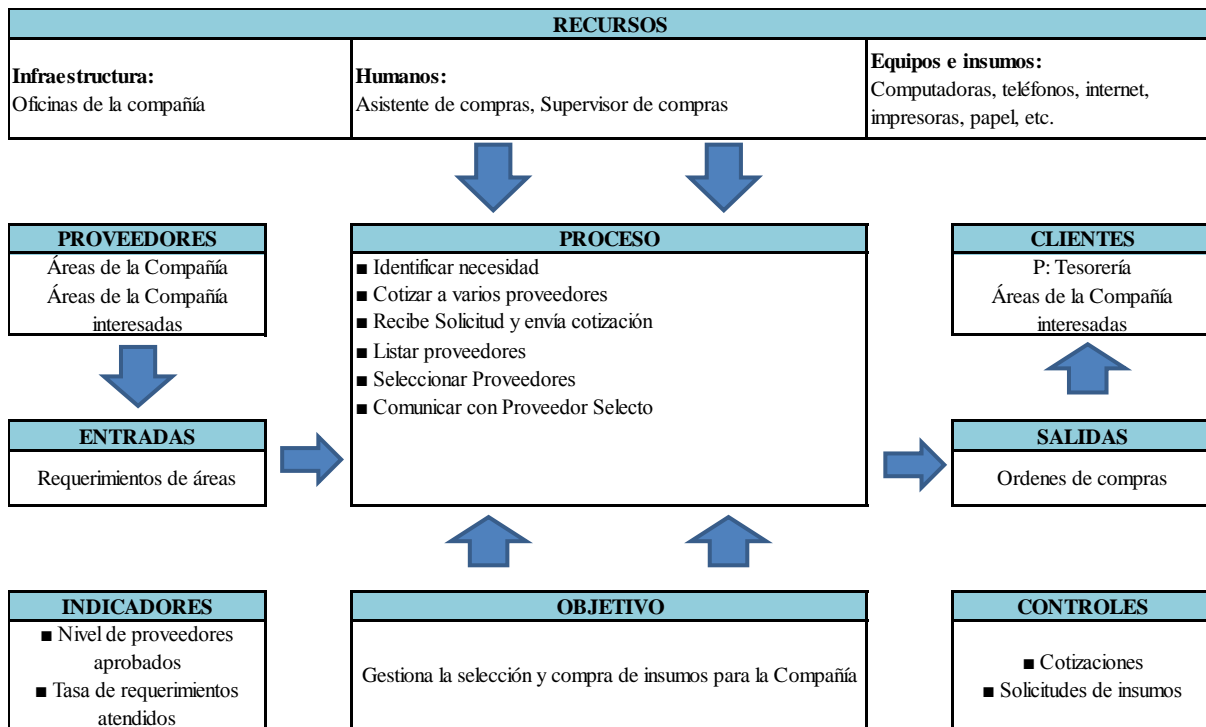 RECURSOS
Infraestructura:
Oficinas de la compañía
Humanos:
Asistente de compras, Supervisor de compras
Equipos e insumos:
Computadoras, teléfonos, internet,
impresoras, papel, etc.
PROVEEDORES
Áreas de la Compañía
Áreas de la Compañía
interesadas
PROCESO
■ Identificar necesidad
■ Cotizar a varios proveedores
■ Recibe Solicitud y envía cotización
■ Listar proveedores
■ Seleccionar Proveedores
■ Comunicar con Proveedor Selecto
CLIENTES
P: Tesorería
Áreas de la Compañía
interesadas
ENTRADAS
Requerimientos de áreas
SALIDAS
Ordenes de compras
INDICADORES
■ Nivel de proveedores
aprobados
■ Tasa de requerimientos
atendidos
OBJETIVO
Gestiona la selección y compra de insumos para la Compañía
CONTROLES
■ Cotizaciones
■ Solicitudes de insumos